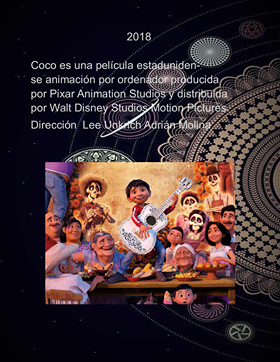 2018
Coco es una película estaduniden-
se animación por ordenador producida
por Pixar Animation Studios y distribuida
por Walt Disney Studios Motion Pictures.
Dirección Lee Unkrich Adrián Molina...